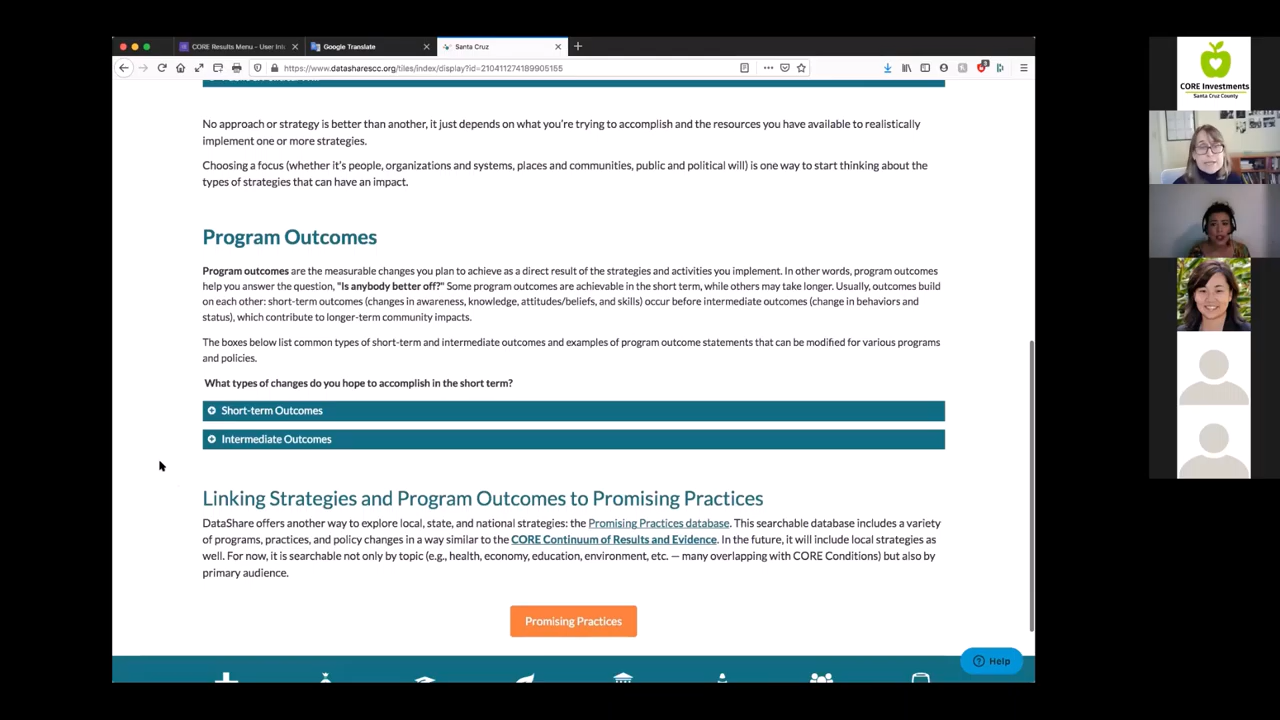 CORE Results Menu - User Int
Google Translate
Santa Cruz
https://www.datasharescc.org/tiles/index/display?id=210411274189905155
No approach or strategy is better than another, it just depends on what you're trying to accomplish and the resources you have available to realistically
implement one or more strategies.
Choosing a focus (whether it's people, organizations and systems, places and communities, public and political will) is one way to start thinking about the
types of strategies that can have an impact.
Program Outcomes
Program outcomes are the measurable changes you plan to achieve as a direct result of the strategies and activities you implement. In other words, program outcomes
help you answer the question, "Is anybody better off?" Some program outcomes are achievable in the short term, while others may take longer. Usually, outcomes build
on each other: short-term outcomes (changes in awareness, knowledge, attitudes/beliefs, and skills) occur before intermediate outcomes (change in behaviors and
status), which contribute to longer-term community impacts.
The boxes below list common types of short-term and intermediate outcomes and examples of program outcome statements that can be modified for various programs
and policies.
What types of changes do you hope to accomplish in the short term?
Short-term Outcomes
Intermediate Outcomes
Linking Strategies and Program Outcomes to Promising Practices
DataShare offers another way to explore local, state, and national strategies: the Promising Practices database. This searchable database includes a variety
of programs, practices, and policy changes in a way similar to the CORE Continuum of Results and Evidence. In the future, it will include local strategies as
well. For now, it is searchable not only by topic (e.g., health, economy, education, environment, etc. — many overlapping with CORE Conditions) but also by
primary audience.
Promising Practices
Help
CORE Investments
Santa Cruz County